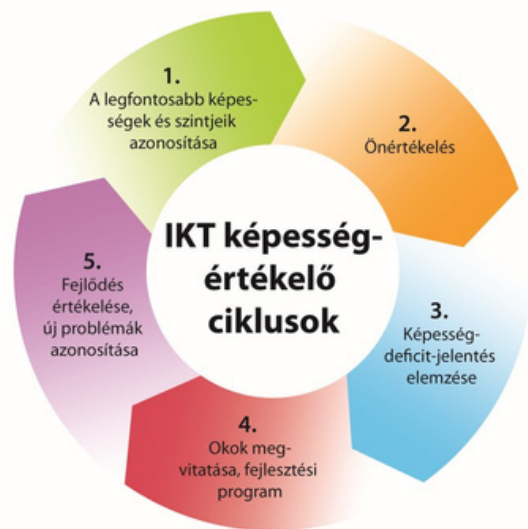 IKT képesség-
értékelő
ciklusok
1.
A legfontosabb képes-
ségek és szintjeik
azonosítása
2.
Önértékelés
3.
Képesség-
deficit-jelentés
elemzése
4.
Okok meg-
vitatása, fejlesztési
program
5.
Fejlődés
értékelése,
új problémák
azonosítása